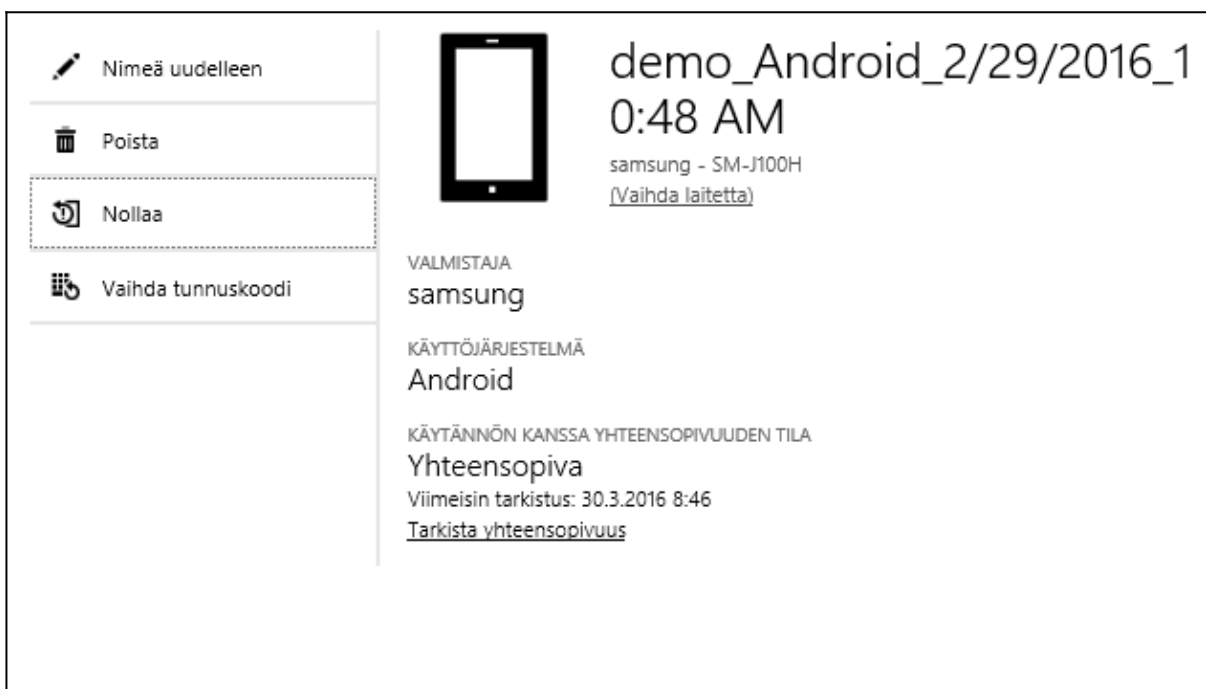 Nimeä uudelleen
Poista
Nollaa
Vaihda tunnuskoodi
demo_Android_2/29/2016_1
0:48 AM
samsung - SM-J100H
(Vaihda laitetta)
VALMISTAJA
samsung
KÄYTTÖJÄRJESTELMÄ
Android
KÄYTÄNNÖN KANSSA YHTEENSOPIVUUDEN TILA
Yhteensopiva
Viimeisin tarkistus: 30.3.2016 8:46
Tarkista yhteensopivuus